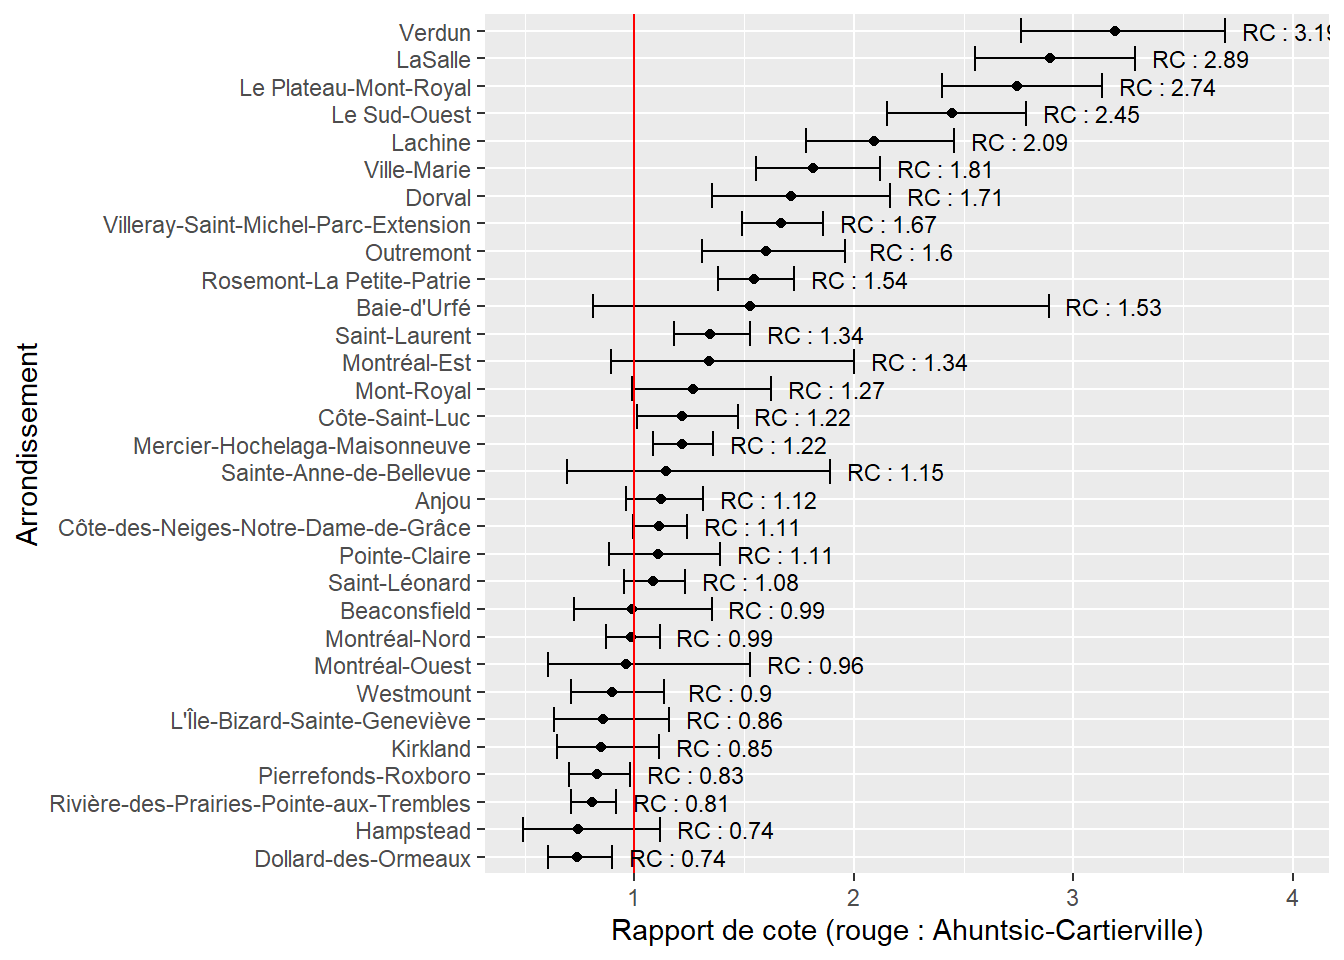 Verdun RC : 3.19
LaSalle RC : 2.89
Le Plateau-Mont-Royal RC : 2.74
Le Sud-Ouest RC : 2.45
Lachine RC : 2.09
Ville-Marie RC : 1.81
Dorval RC : 1.71
Villeray-Saint-Michel-Parc-Extension RC : 1.67
Outremont RC : 1.6
Rosemont-La Petite-Patrie RC : 1.54
Baie-d'Urfé RC : 1.53
Saint-Laurent RC : 1.34
Montréal-Est RC : 1.34
Mont-Royal RC : 1.27
Côte-Saint-Luc RC : 1.22
Mercier-Hochelaga-Maisonneuve RC : 1.22
Sainte-Anne-de-Bellevue RC : 1.15
Anjou RC : 1.12
Côte-des-Neiges-Notre-Dame-de-Grâce RC : 1.11
Pointe-Claire RC : 1.11
Saint-Léonard RC : 1.08
Beaconsfield RC : 0.99
Montréal-Nord RC : 0.99
Montréal-Ouest RC : 0.96
Westmount RC : 0.9
L'Île-Bizard-Sainte-Geneviève RC : 0.86
Kirkland RC : 0.85
Pierrefonds-Roxboro RC : 0.83
Rivière-des-Prairies-Pointe-aux-Trembles RC : 0.81
Hampstead RC : 0.74
Dollard-des-Ormeaux RC : 0.74
Arrondissement
1 2 3 4
Rapport de cote (rouge : Ahuntsic-Cartierville)